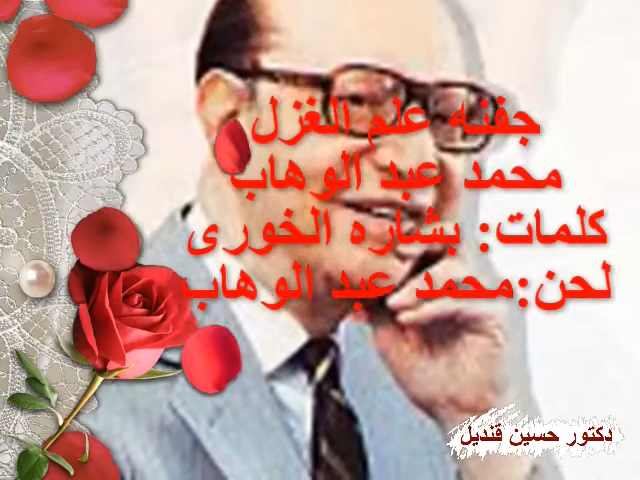 جفنه علم الغزل
محمد عبد الوهاب
كلمات: بشاره الخورى
لحن:محمد عبد الوهاب
دكتور حسين قنديل